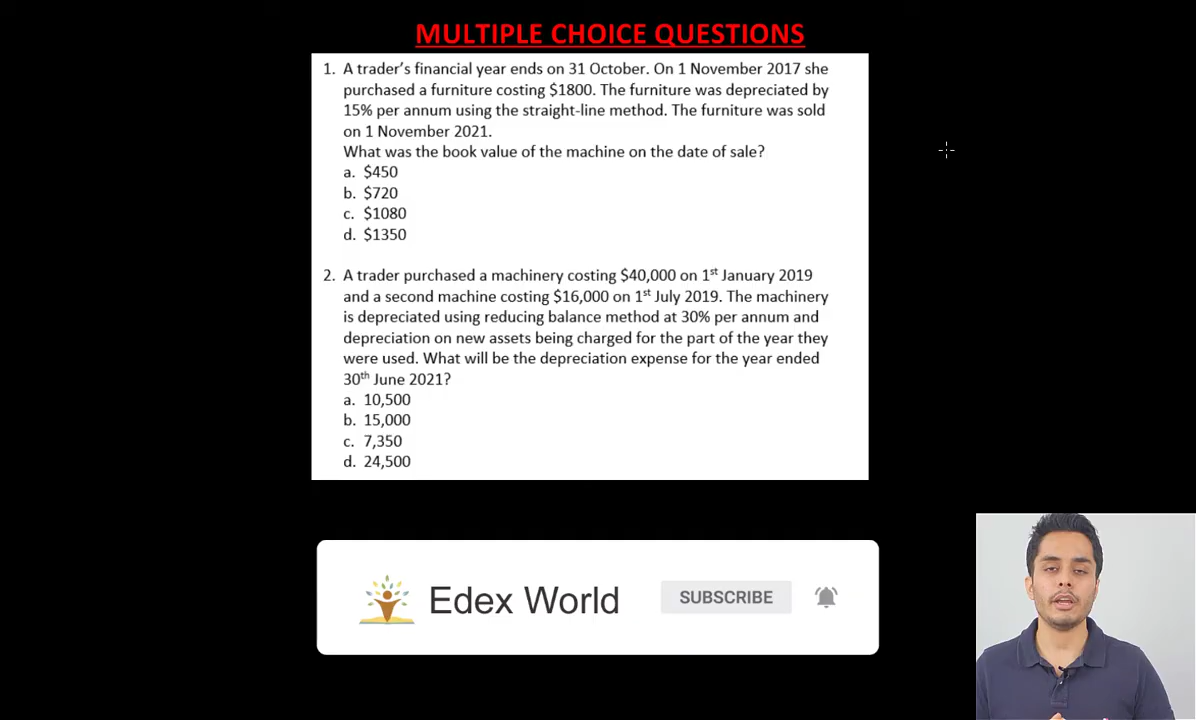 MULTIPLE CHOICE QUESTIONS
1. A trader's financial year ends on 31 October. On 1 November 2017 she
purchased a furniture costing $1800. The furniture was depreciated by
15% per annum using the straight-line method. The furniture was sold
on 1 November 2021.
What was the book value of the machine on the date of sale?
a. $450
b. $720
c. $1080
d. $1350
2. A trader purchased a machinery costing $40,000 on 1st January 2019
and a second machine costing $16,000 on 1st July 2019. The machinery
is depreciated using reducing balance method at 30% per annum and
depreciation on new assets being charged for the part of the year they
were used. What will be the depreciation expense for the year ended
30th June 2021?
a. 10,500
b. 15,000
c. 7,350
d. 24,500
Edex World
SUBSCRIBE